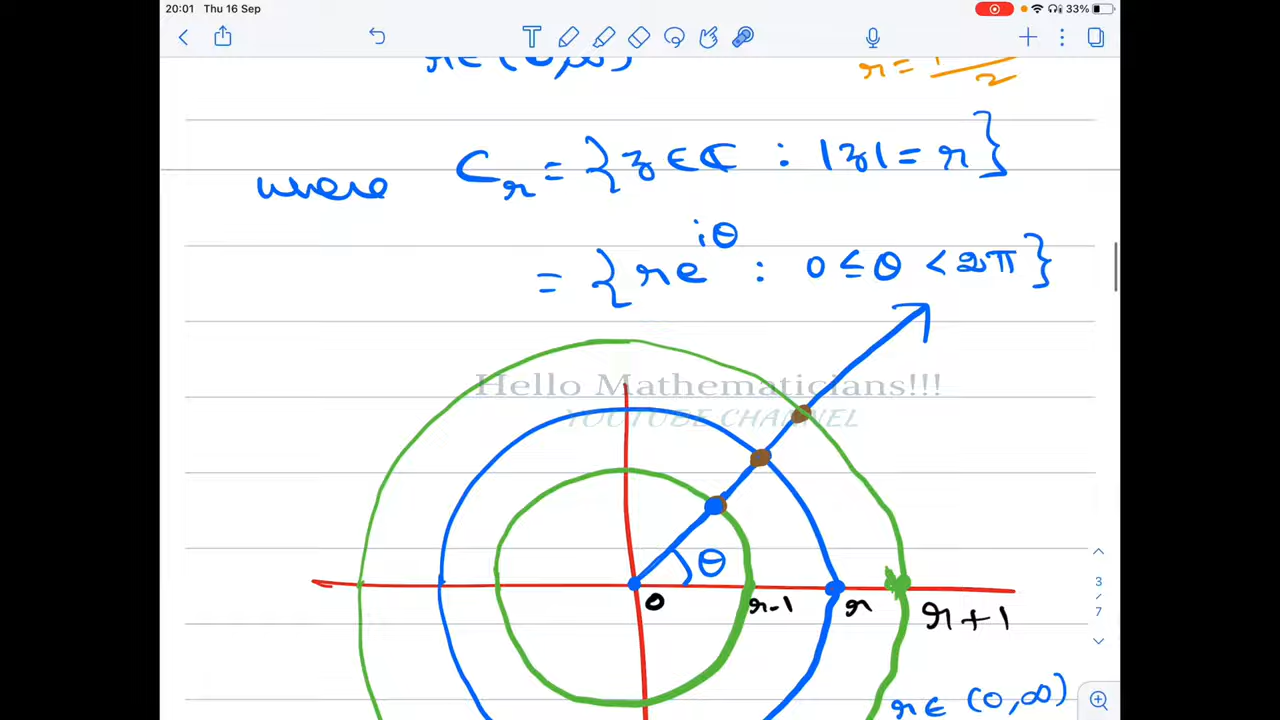 20:01 Thu 16 Sep
33%
r ∈ (0,∞)
where C_r = {z ∈ ℂ : |z| = r}
= {re^{iθ} : 0 ≤ θ < 2π}
Hello Mathematicians!!!
YOUTUBE CHANNEL
θ
0 r-1 r r+1
3
7
r ∈ (0,∞)